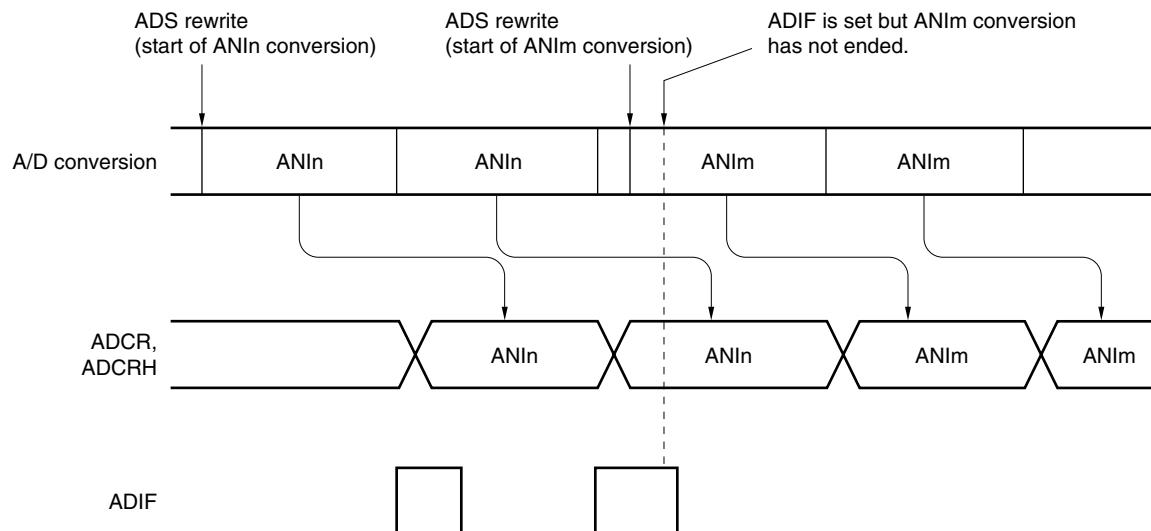 ADS rewrite
(start of ANIn conversion)
ADS rewrite
(start of ANIm conversion)
ADIF is set but ANIm conversion
has not ended.
A/D conversion
ANIn
ANIn
ANIm
ANIm
ADCR,
ADCRH
ANIn
ANIn
ANIm
ANIm
ADIF